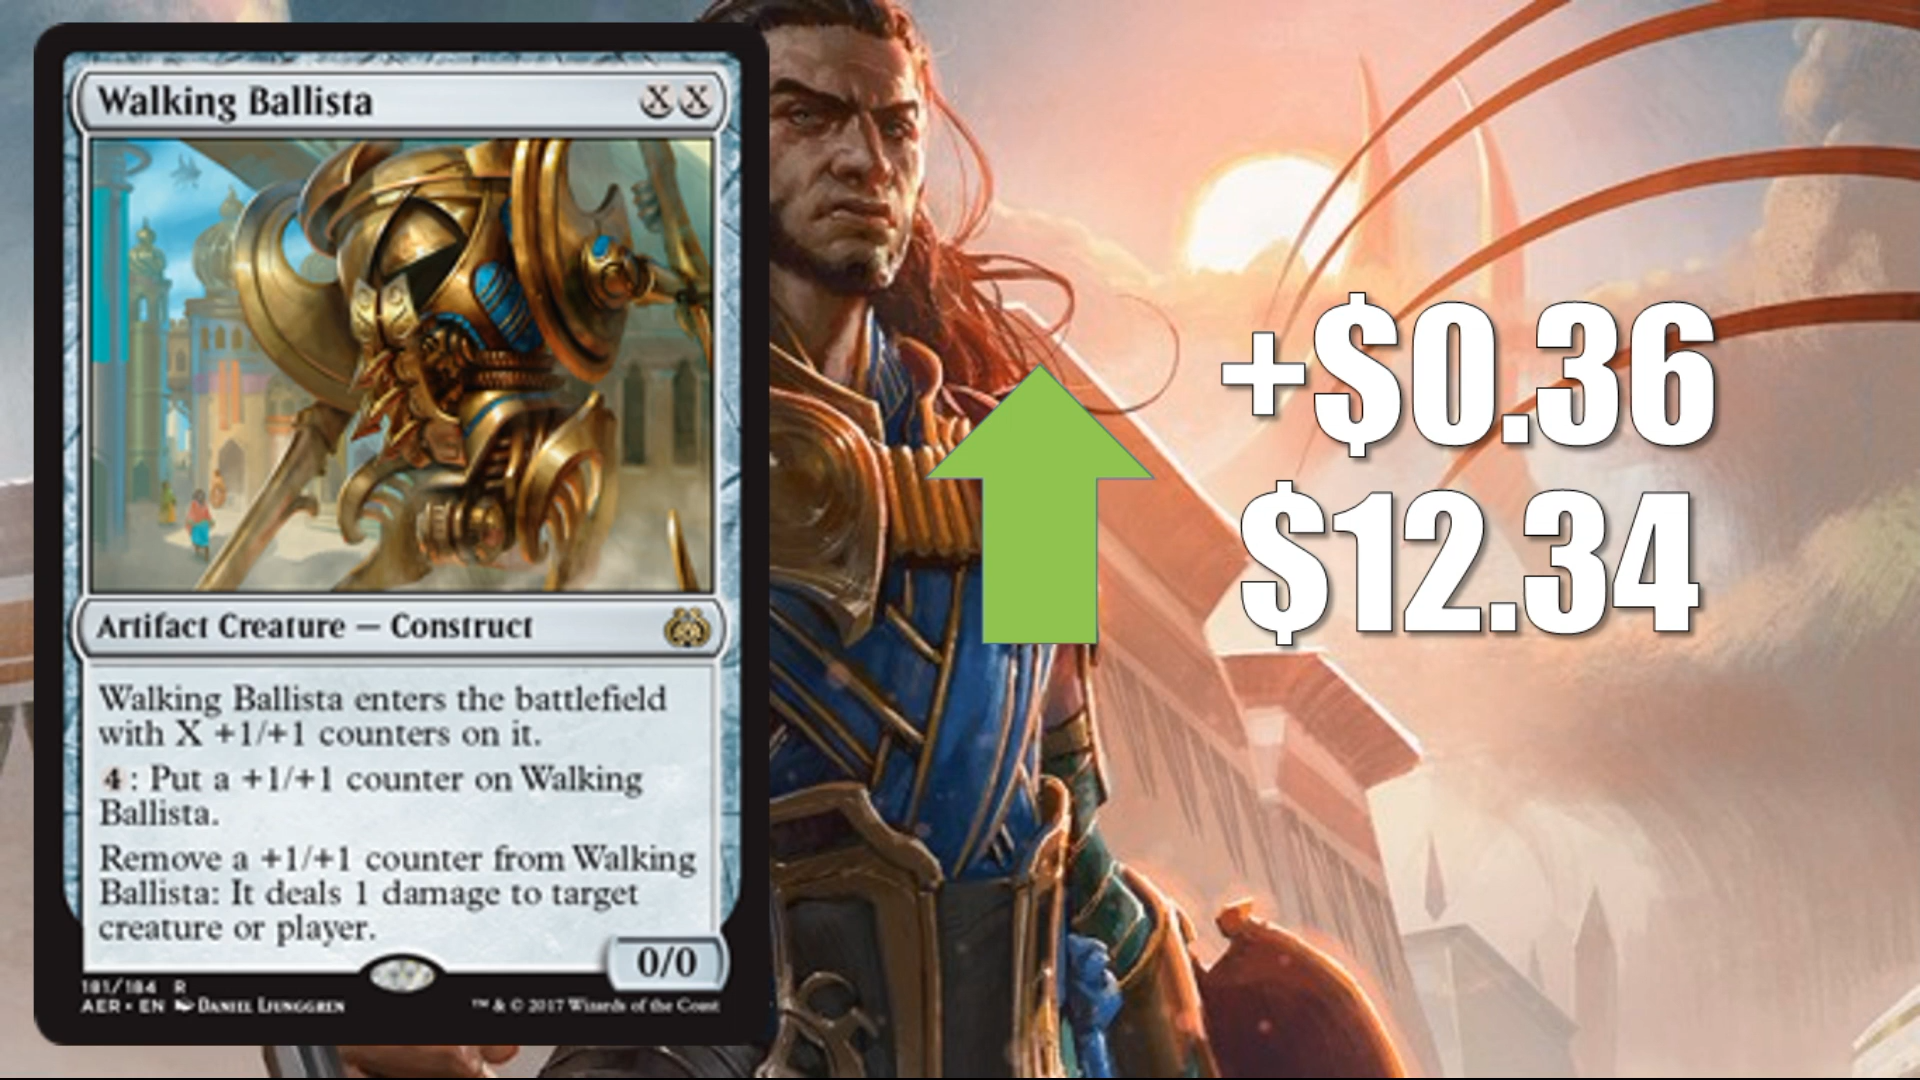 Walking Ballista XX
Artifact Creature — Construct
Walking Ballista enters the battlefield
with X +1/+1 counters on it.
4: Put a +1/+1 counter on Walking
Ballista.
Remove a +1/+1 counter from Walking
Ballista: It deals 1 damage to target
creature or player.
0/0
181/184 R
AER • EN Daniel Ljunggren
™ & © 2017 Wizards of the Coast
+$0.36
$12.34